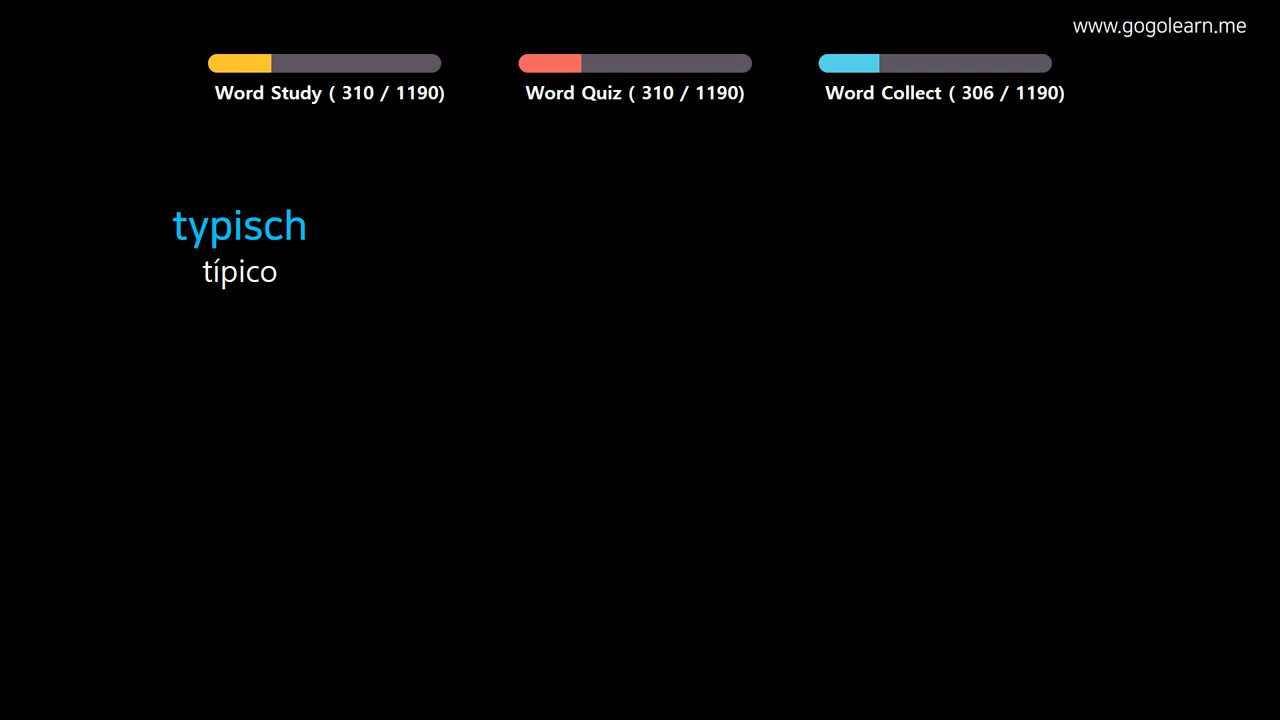 www.gogolearn.me
Word Study ( 310 / 1190)
Word Quiz ( 310 / 1190)
Word Collect ( 306 / 1190)
typisch
típico